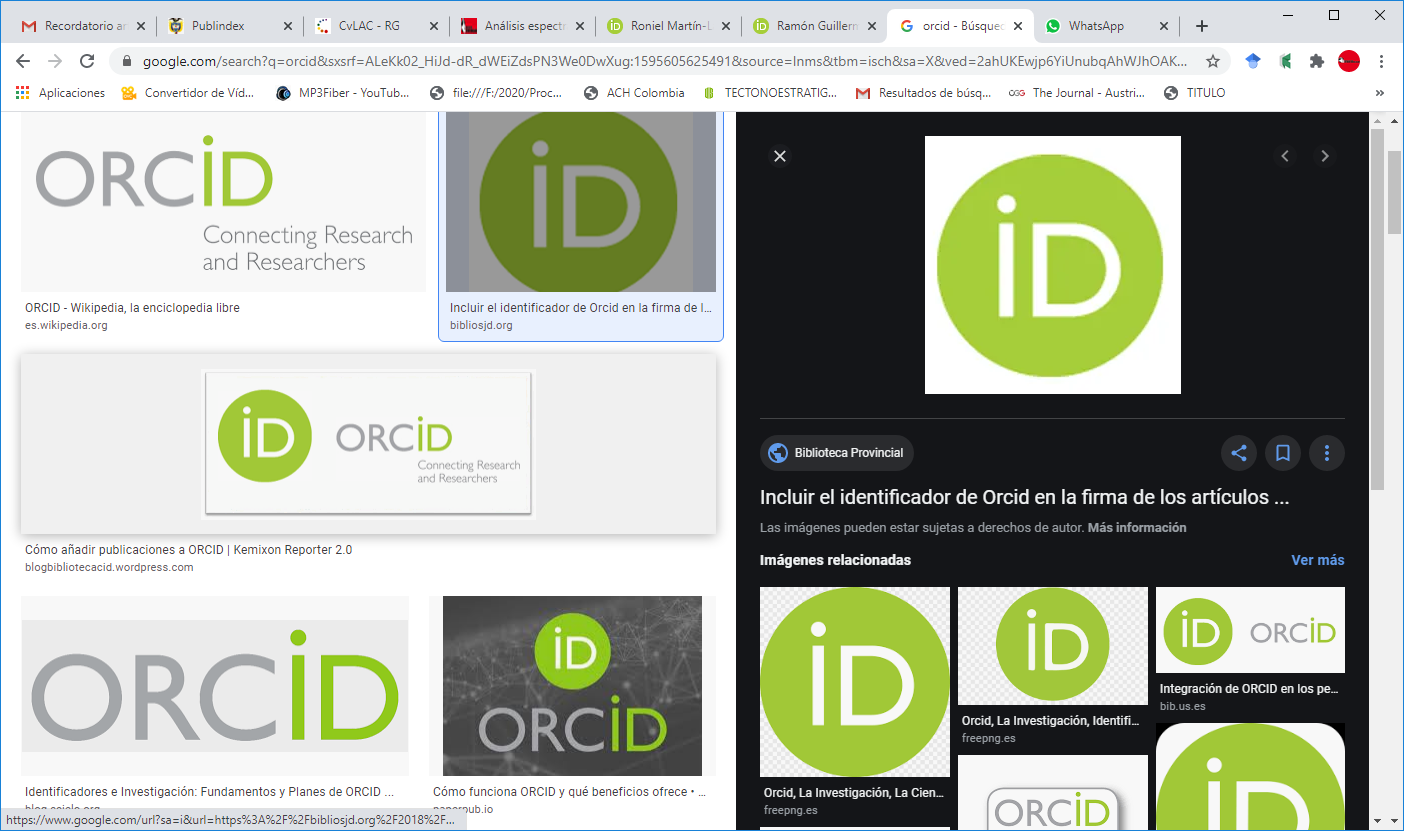 Recordatorio ar
Publindex
CvLAC - RG
Análisis espectr
Roniel Martín-L
Ramón Guillerm
orcid - Búsqued
WhatsApp
google.com/search?q=orcid&sxsrf=ALeKk02_HiJd-dR_dWEiZdsPN3We0DwXug:1595605625491&source=lnms&tbm=isch&sa=X&ved=2ahUKEwjp6YiUnubqAhWJhOAK...
Aplicaciones
Convertidor de Víd...
MP3Fiber - YouTub...
file:///F:/2020/Proc...
ACH Colombia
TECTONOESTRATIG...
Resultados de búsq...
CGG
The Journal - Austri...
TITULO
»
ORCID
Connecting Research
and Researchers
ORCID - Wikipedia, la enciclopedia libre
es.wikipedia.org
iD
Incluir el identificador de Orcid en la firma de l...
bibliosjd.org
iD ORCID
Connecting Research
and Researchers
Cómo añadir publicaciones a ORCID | Kemixon Reporter 2.0
blogbibliotecacid.wordpress.com
ORCID
Identificadores e Investigación: Fundamentos y Planes de ORCID ...
iD
ORCID
Cómo funciona ORCID y qué beneficios ofrece • ...
https://www.google.com/url?sa=i&url=https%3A%2F%2Fbibliosjd.org%2F2018%2F...
iD
Biblioteca Provincial
Incluir el identificador de Orcid en la firma de los artículos ...
Las imágenes pueden estar sujetas a derechos de autor. Más información
Imágenes relacionadas
Ver más
iD
Orcid, La Investigación, La Cien...
freepng.es
iD
Orcid, La Investigación, Identifi...
freepng.es
iD ORCID
Integración de ORCID en los pe...
bib.us.es
ORCID
iD